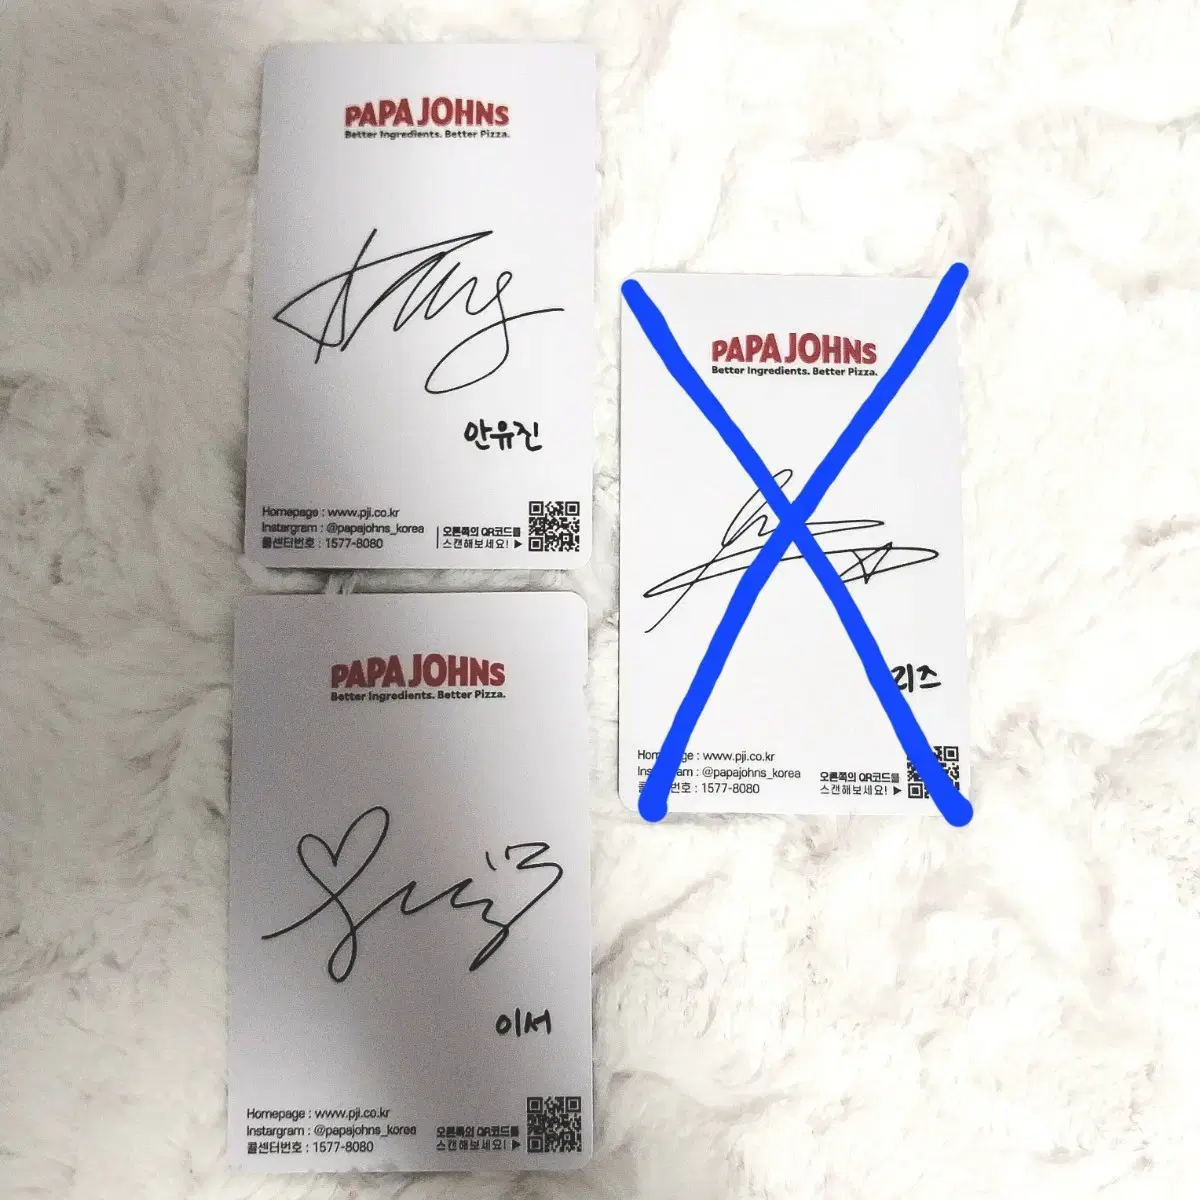 PAPA JOHNS
Better Ingredients. Better Pizza.
안유진
Homepage : www.pji.co.kr
Instargram : @papajohns_korea
콜센터번호 : 1577-8080
오른쪽의 QR코드를
스캔해보세요! ▶
PAPA JOHNS
Better Ingredients. Better Pizza.
이서
Homepage : www.pji.co.kr
Instargram : @papajohns_korea
콜센터번호 : 1577-8080
오른쪽의 QR코드를
스캔해보세요! ▶
PAPA JOHNS
Better Ingredients. Better Pizza.
리즈
: www.pji.co.kr
: @papajohns_korea
번호 : 1577-8080
오른쪽의 QR코드를
스캔해보세요! ▶